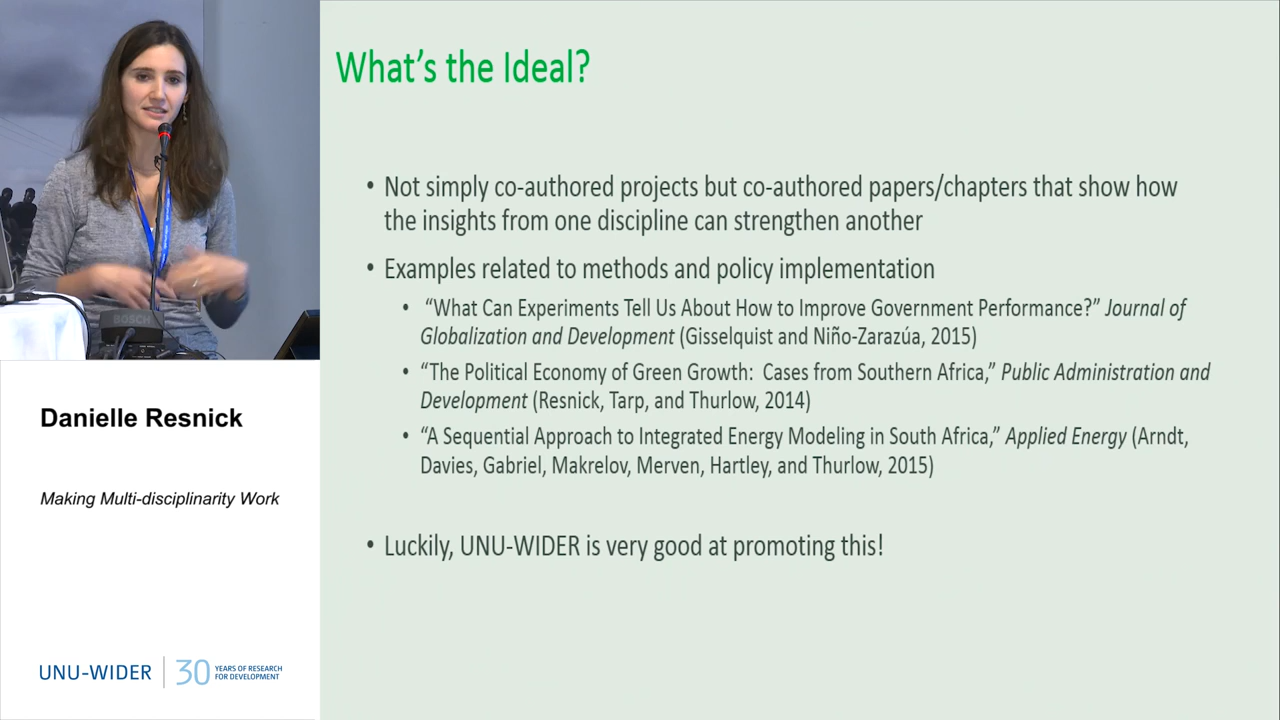 What's the Ideal?
• Not simply co-authored projects but co-authored papers/chapters that show how
the insights from one discipline can strengthen another
• Examples related to methods and policy implementation
• “What Can Experiments Tell Us About How to Improve Government Performance?” Journal of
Globalization and Development (Gisselquist and Niño-Zarazúa, 2015)
• “The Political Economy of Green Growth:  Cases from Southern Africa,” Public Administration and
Development (Resnick, Tarp, and Thurlow, 2014)
• “A Sequential Approach to Integrated Energy Modeling in South Africa,” Applied Energy (Arndt,
Davies, Gabriel, Makrelov, Merven, Hartley, and Thurlow, 2015)
• Luckily, UNU-WIDER is very good at promoting this!
BOSCH
Danielle Resnick
Making Multi-disciplinarity Work
UNU-WIDER
30 YEARS OF RESEARCH
FOR DEVELOPMENT